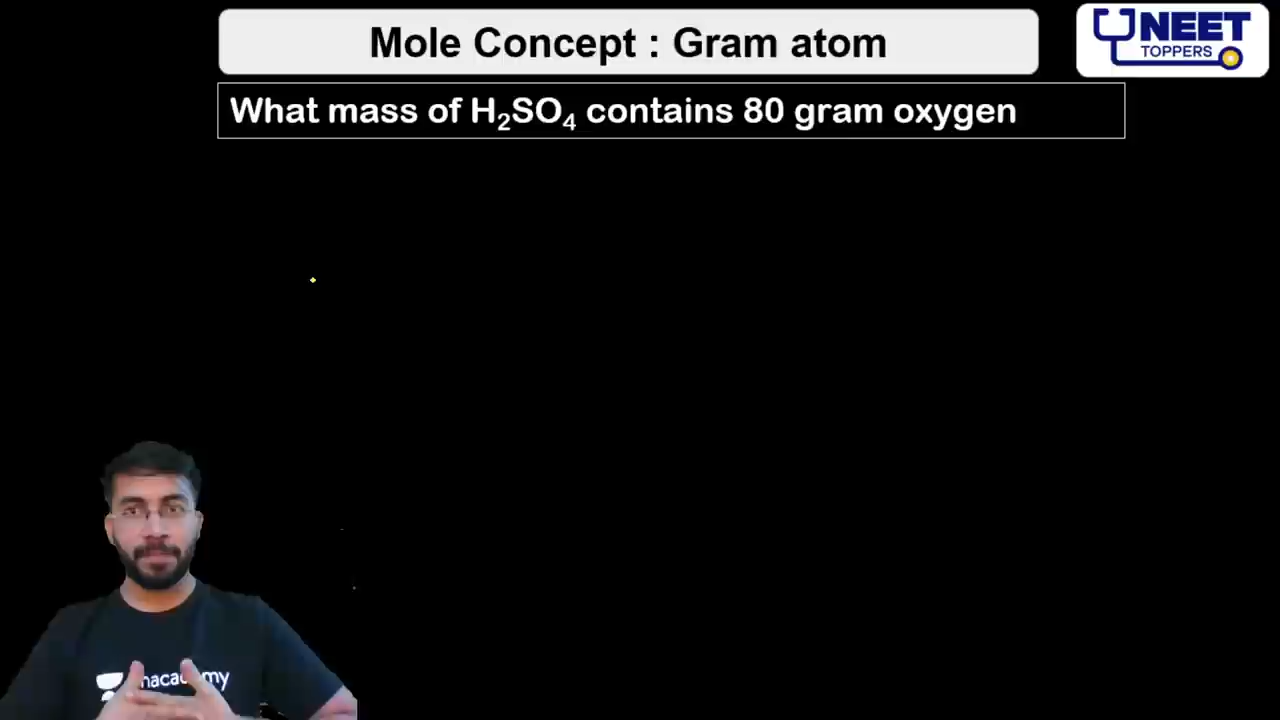 Mole Concept : Gram atom
NEET
TOPPERS
What mass of H₂SO₄ contains 80 gram oxygen